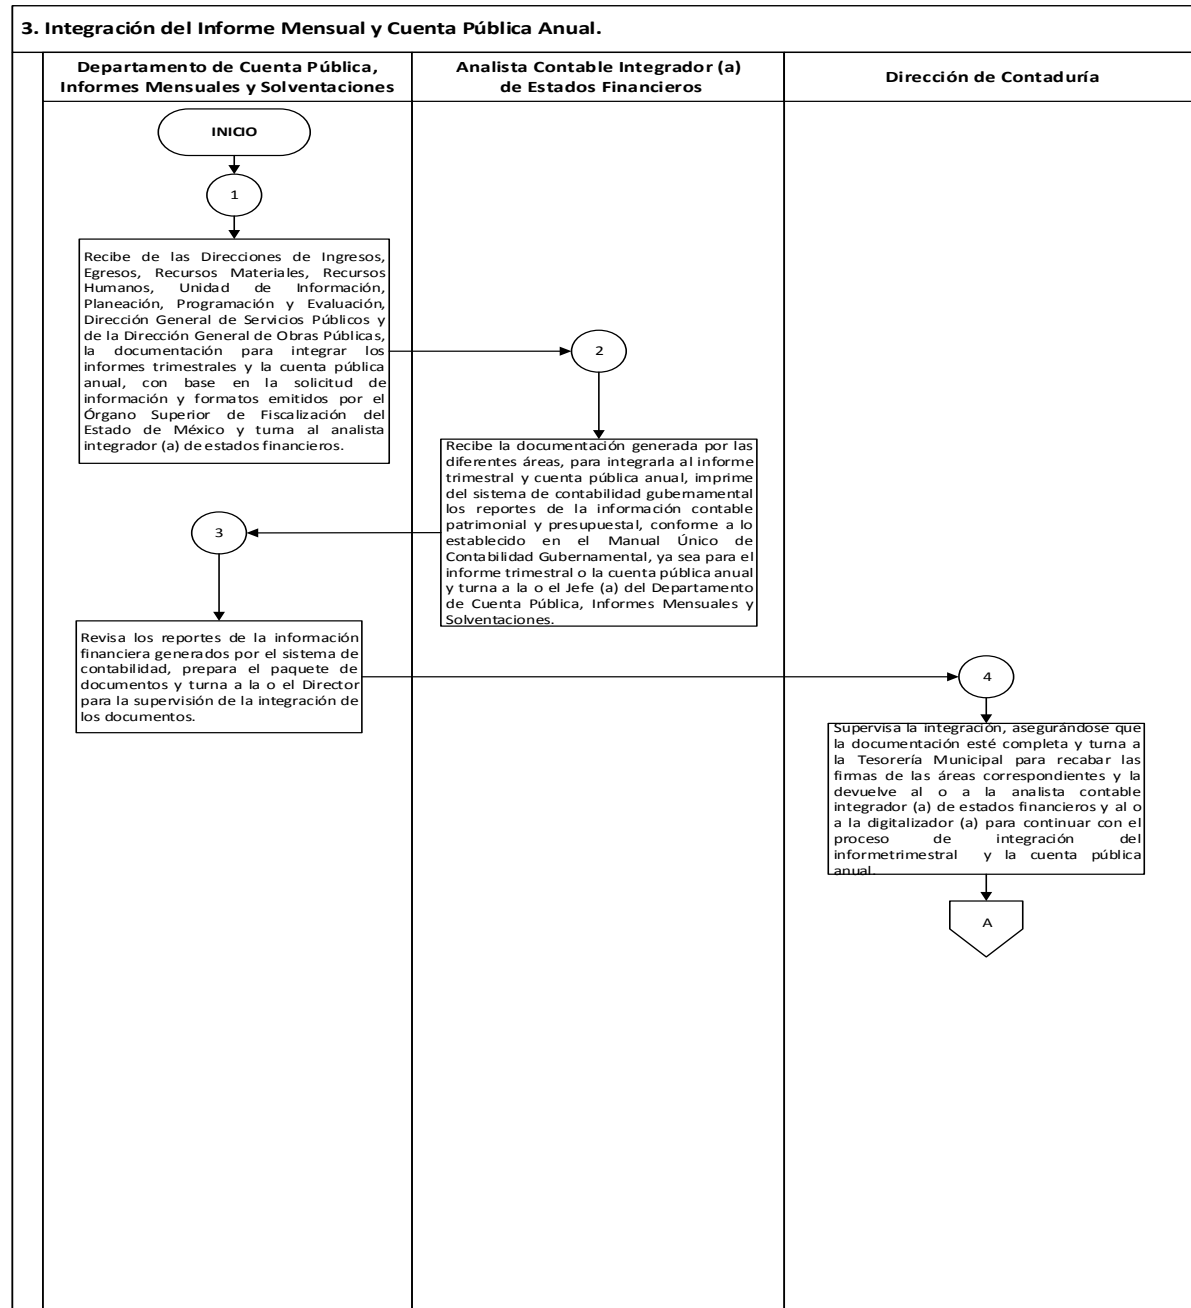 3. Integración del Informe Mensual y Cuenta Pública Anual.
Departamento de Cuenta Pública,
Informes Mensuales y Solventaciones
Analista Contable Integrador (a)
de Estados Financieros
Dirección de Contaduría
INICIO
1
Recibe de las Direcciones de Ingresos,
Egresos, Recursos Materiales, Recursos
Humanos, Unidad de Información,
Planeación, Programación y Evaluación,
Dirección General de Servicios Públicos y
de la Dirección General de Obras Públicas,
la documentación para integrar los
informes trimestrales y la cuenta pública
anual, con base en la solicitud de
información y formatos emitidos por el
Órgano Superior de Fiscalización del
Estado de México y turna al analista
integrador (a) de estados financieros.
2
Recibe la documentación generada por las
diferentes áreas, para integrarla al informe
trimestral y cuenta pública anual, imprime
del sistema de contabilidad gubernamental
los reportes de la información contable
patrimonial y presupuestal, conforme a lo
establecido en el Manual Único de
Contabilidad Gubernamental, ya sea para el
informe trimestral o la cuenta pública anual
y turna a la o el Jefe (a) del Departamento
de Cuenta Pública, Informes Mensuales y
Solventaciones.
3
Revisa los reportes de la información
financiera generados por el sistema de
contabilidad, prepara el paquete de
documentos y turna a la o el Director
para la supervisión de la integración de
los documentos.
4
Supervisa la integración, asegurándose que
la documentación esté completa y turna a
la Tesorería Municipal para recabar las
firmas de las áreas correspondientes y la
devuelve al o a la analista contable
integrador (a) de estados financieros y al o
a la digitalizador (a) para continuar con el
proceso de integración del
informetrimestral y la cuenta pública
anual.
A